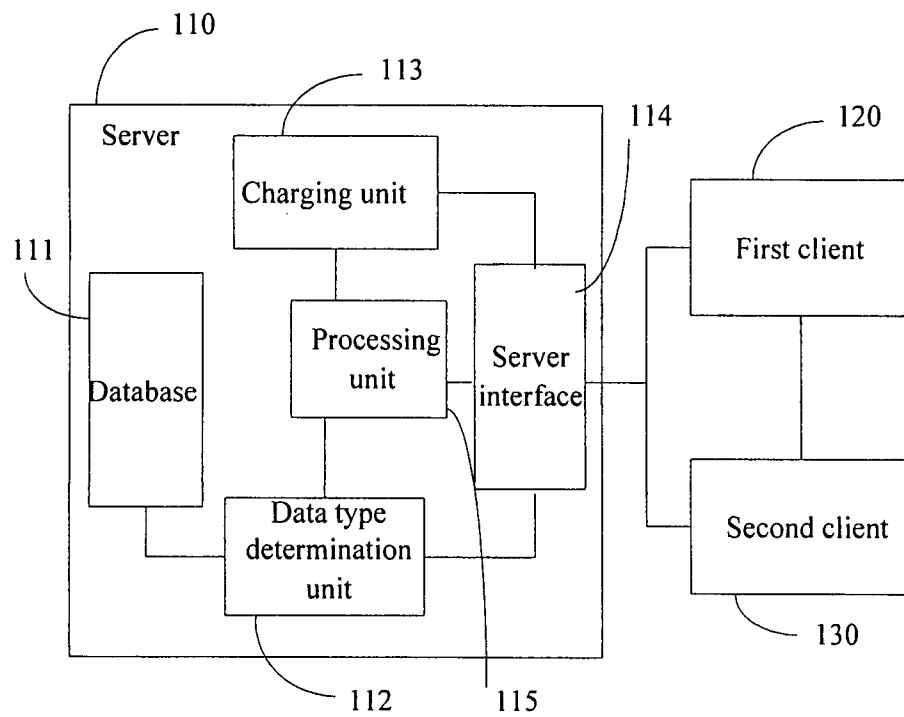 110
113
114
120
Server
Charging unit
111
First client
Processing
unit
Server
interface
Database
Data type
determination
unit
Second client
130
112
115